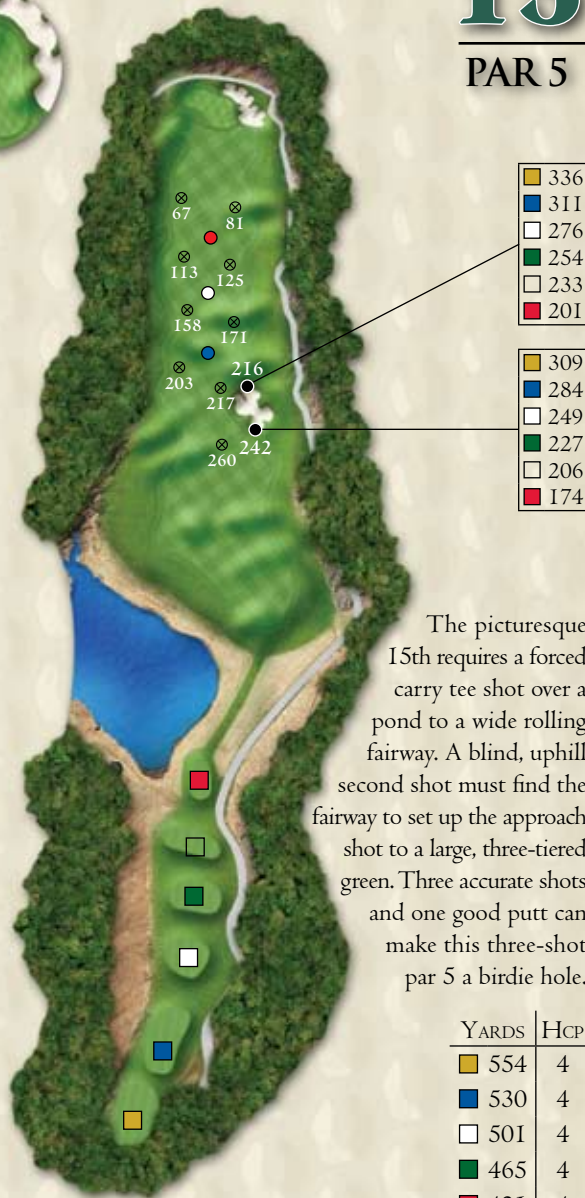 15
PAR 5
336
311
276
254
233
201
309
284
249
227
206
174
67
81
113
125
158
171
203
216
217
242
260
The picturesque
15th requires a forced
carry tee shot over a
pond to a wide rolling
fairway. A blind, uphill
second shot must find the
fairway to set up the approach
shot to a large, three-tiered
green. Three accurate shots
and one good putt can
make this three-shot
par 5 a birdie hole.
YARDS HCP
554 4
530 4
501 4
465 4